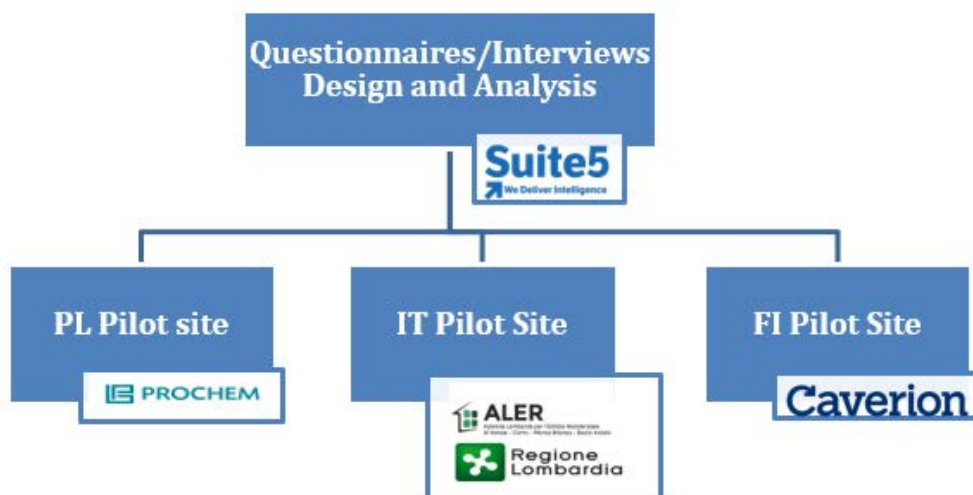 Questionnaires/Interviews
Design and Analysis
Suite5
We Deliver Intelligence
PL Pilot site
IT Pilot Site
FI Pilot Site
PROCHEM
ALER
Caverion
Regione
Lombardia